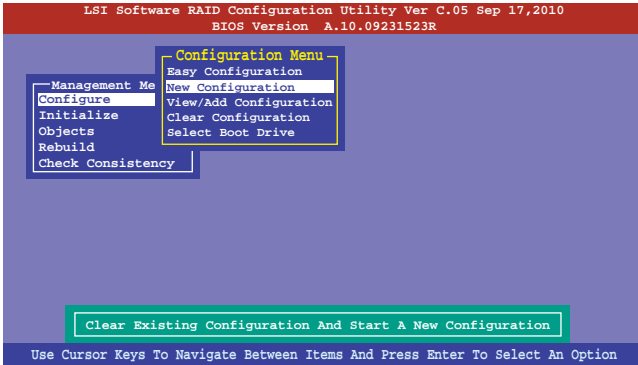 LSI Software RAID Configuration Utility Ver C.05 Sep 17,2010
BIOS Version A.10.09231523R
Configuration Menu
Easy Configuration
New Configuration
View/Add Configuration
Clear Configuration
Select Boot Drive
Management Me
Configure
Initialize
Objects
Rebuild
Check Consistency
Clear Existing Configuration And Start A New Configuration
Use Cursor Keys To Navigate Between Items And Press Enter To Select An Option